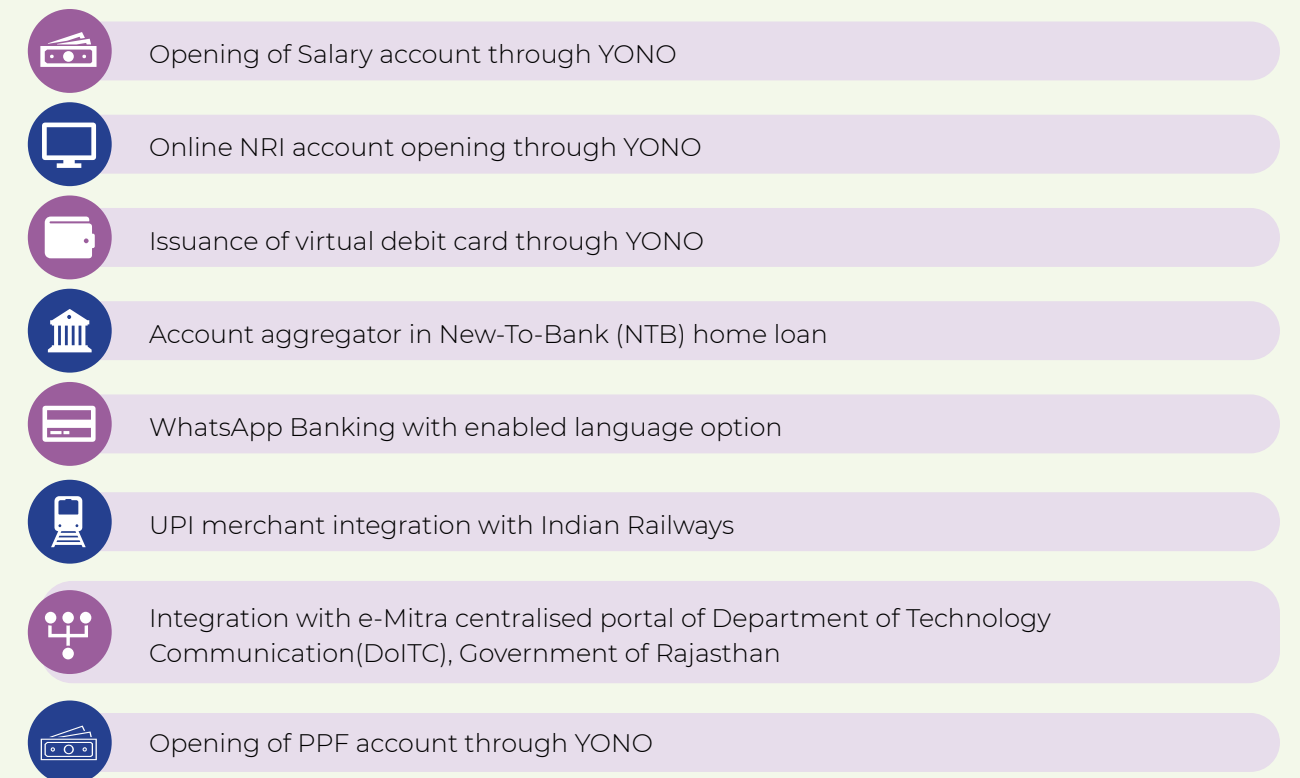 Opening of Salary account through YONO
Online NRI account opening through YONO
Issuance of virtual debit card through YONO
Account aggregator in New-To-Bank (NTB) home loan
WhatsApp Banking with enabled language option
UPI merchant integration with Indian Railways
Integration with e-Mitra centralised portal of Department of Technology
Communication(DoITC), Government of Rajasthan
Opening of PPF account through YONO